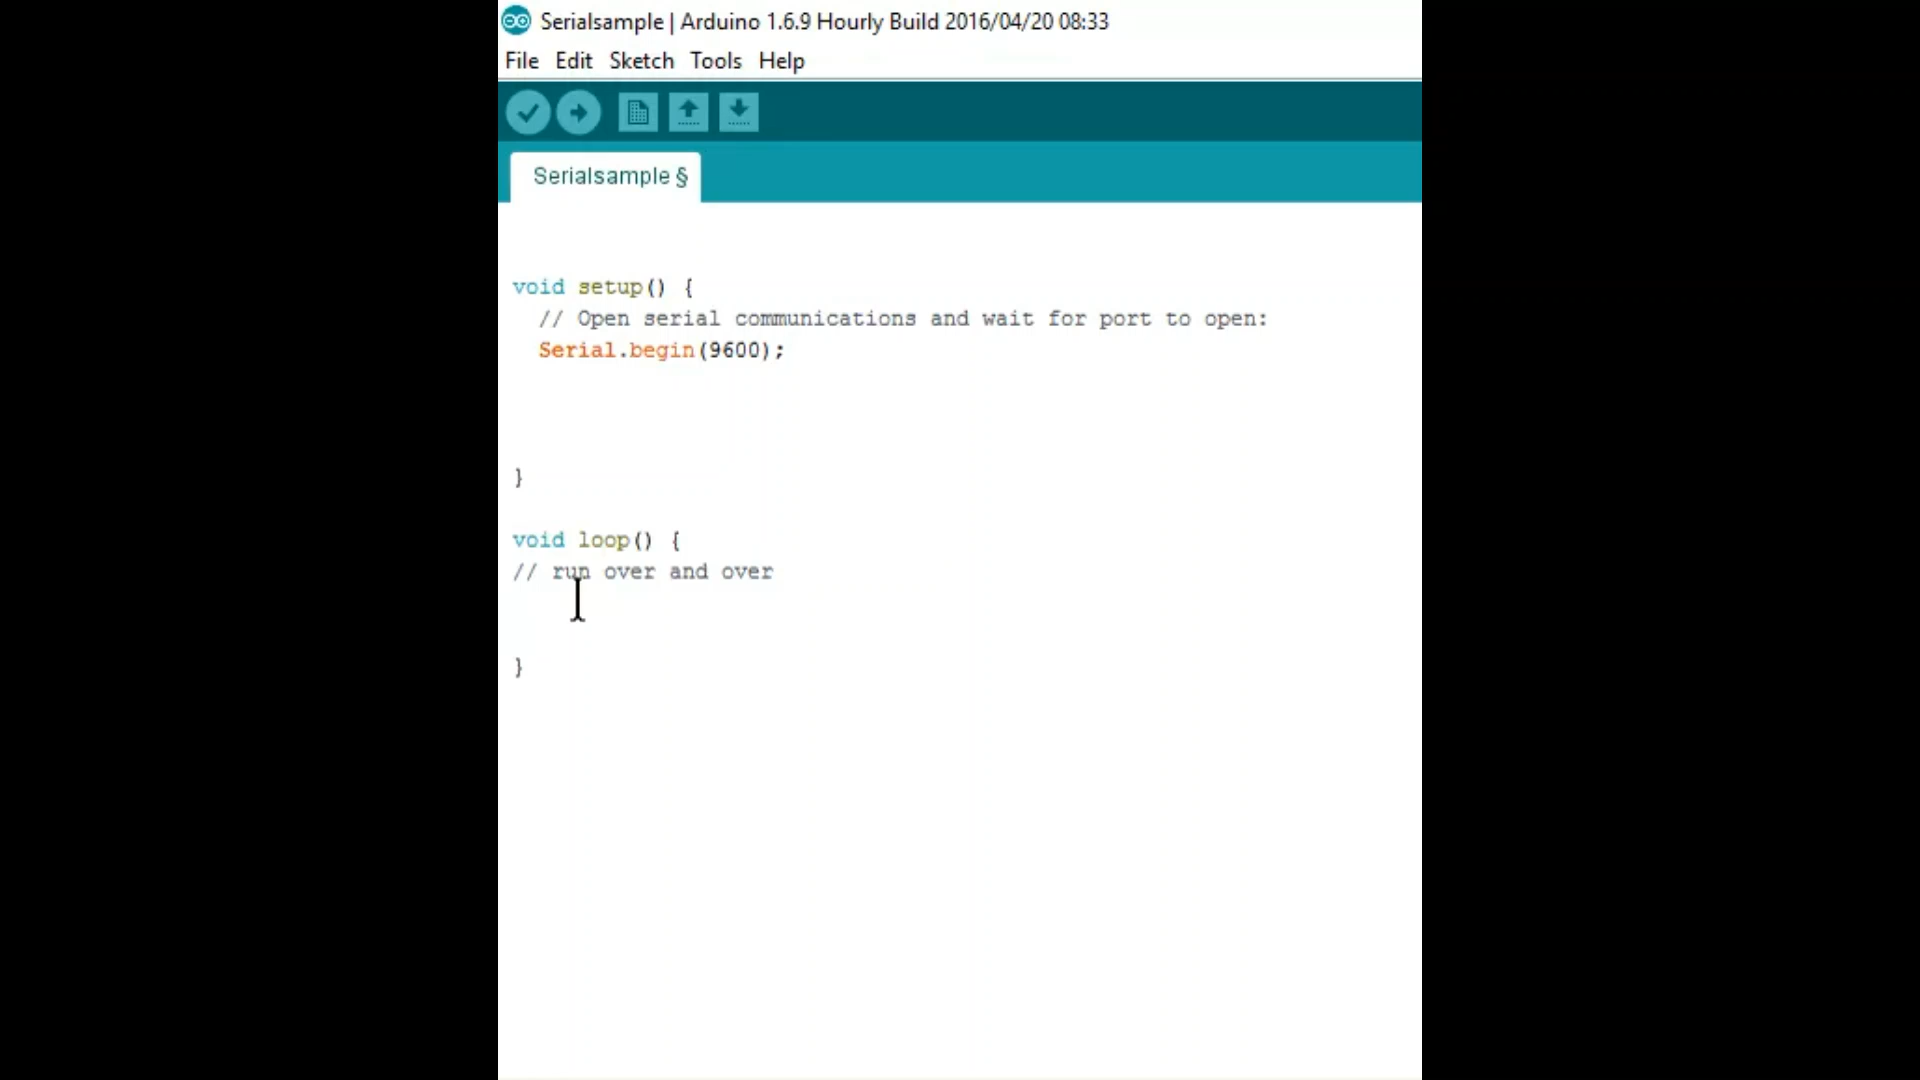 Serialsample | Arduino 1.6.9 Hourly Build 2016/04/20 08:33
File Edit Sketch Tools Help
Serialsample §
void setup() {
  // Open serial communications and wait for port to open:
  Serial.begin(9600);
}
void loop() {
// run over and over
}